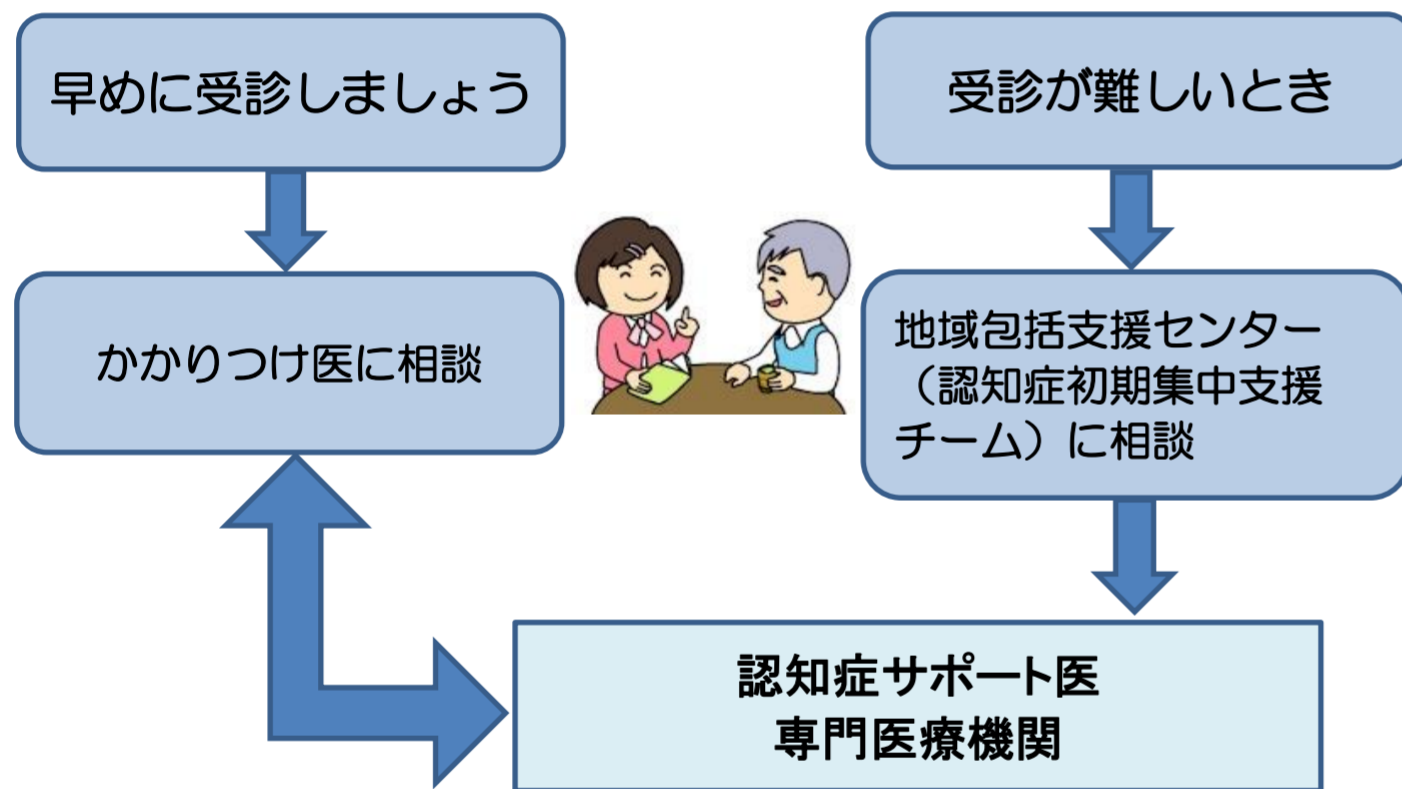 早めに受診しましょう
受診が難しいとき
かかりつけ医に相談
地域包括支援センター
（認知症初期集中支援
チーム）に相談
認知症サポート医
専門医療機関